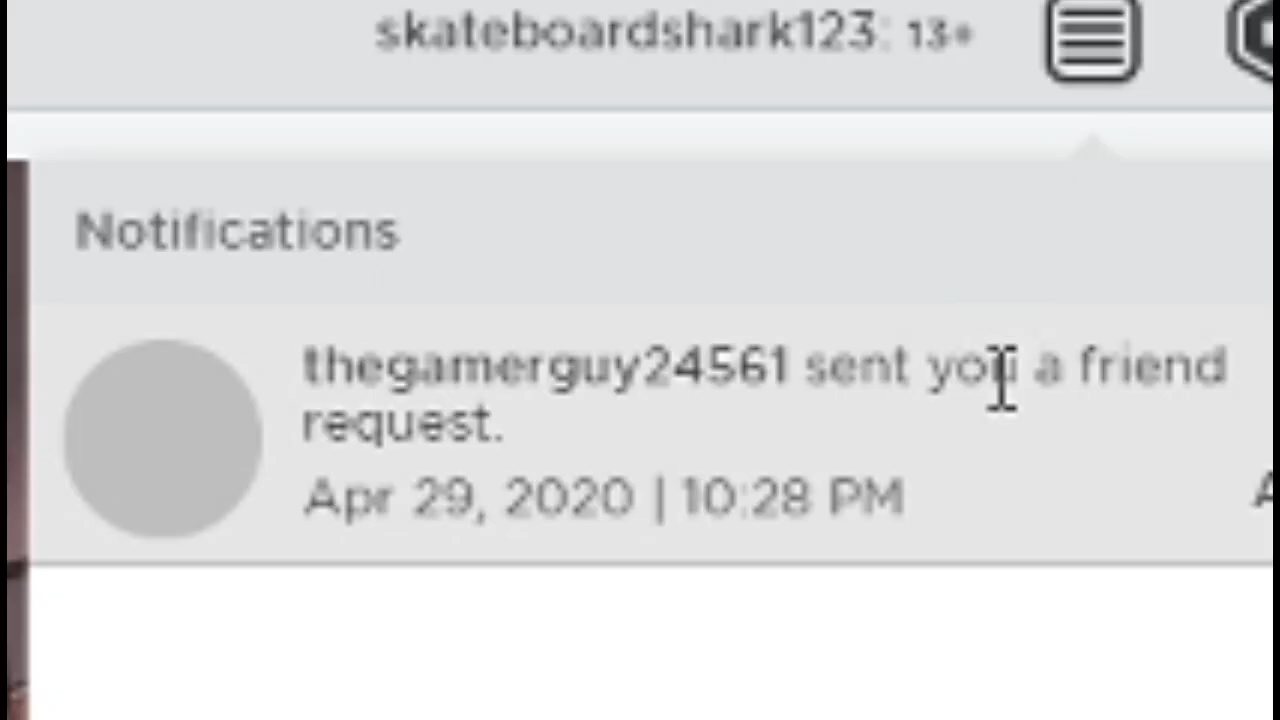 skateboardshark123: 13+
Notifications
thegamerguy24561 sent you a friend
request.
Apr 29, 2020 | 10:28 PM
A